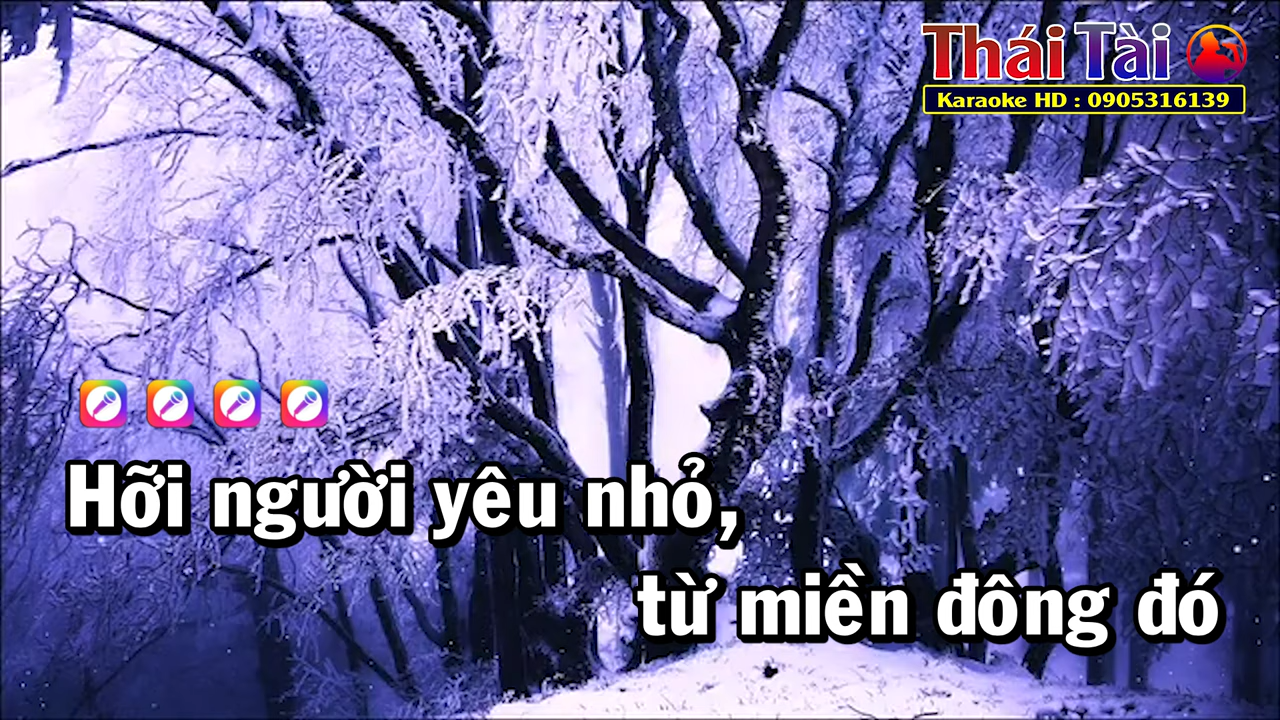 Thái Tài
Karaoke HD : 0905316139
Hỡi người yêu nhỏ,
từ miền đông đó